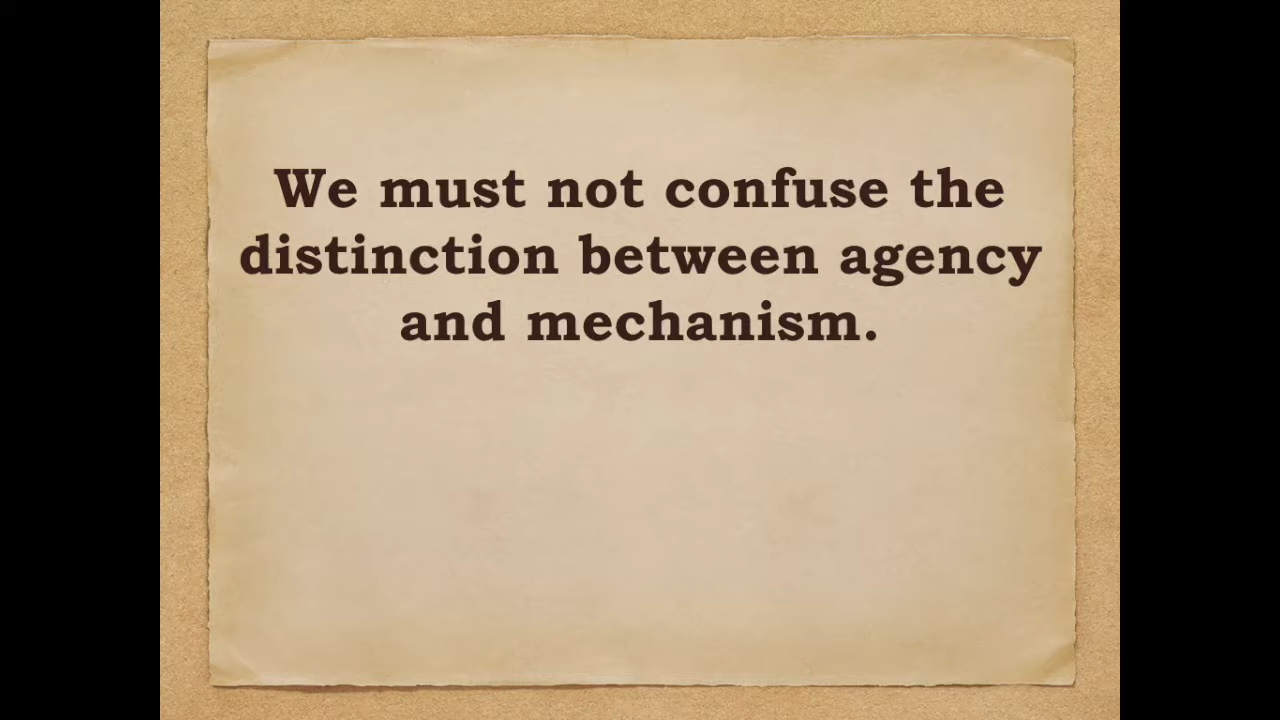 We must not confuse the
distinction between agency
and mechanism.